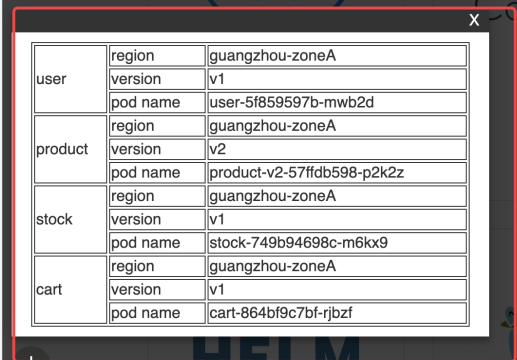 X
user
region guangzhou-zoneA
version v1
pod name user-5f859597b-mwb2d
product
region guangzhou-zoneA
version v2
pod name product-v2-57ffdb598-p2k2z
stock
region guangzhou-zoneA
version v1
pod name stock-749b94698c-m6kx9
cart
region guangzhou-zoneA
version v1
pod name cart-864bf9c7bf-rjbzf
HELM